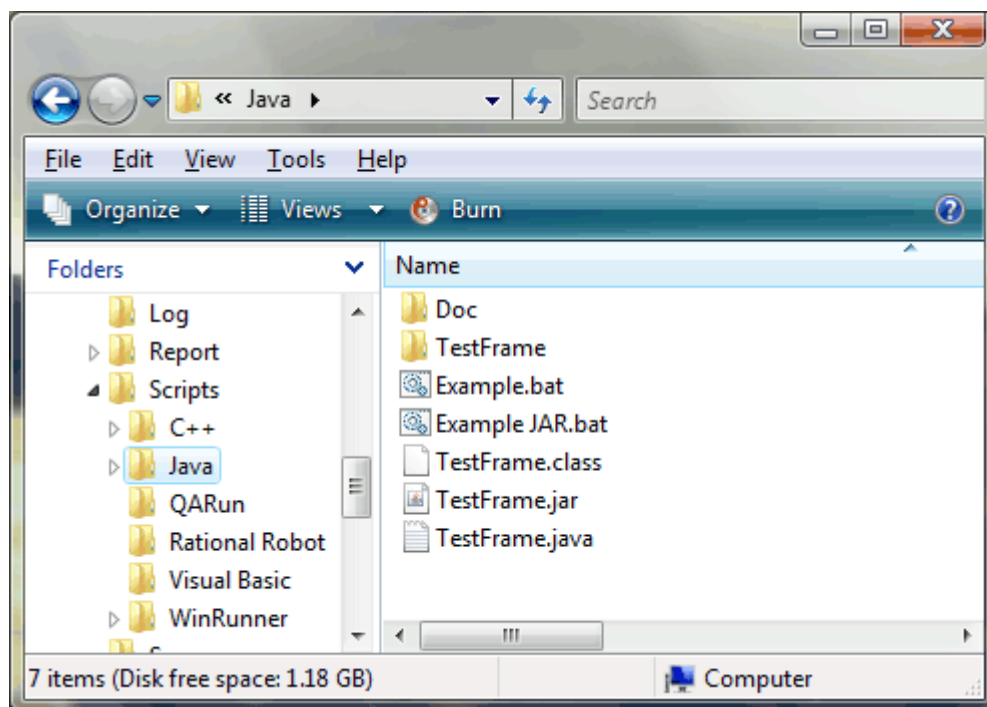 « Java
Search
File Edit View Tools Help
Organize Views Burn
Folders
Name
Log
Report
Scripts
C++
Java
QARun
Rational Robot
Visual Basic
WinRunner
Doc
TestFrame
Example.bat
Example JAR.bat
TestFrame.class
TestFrame.jar
TestFrame.java
7 items (Disk free space: 1.18 GB)
Computer